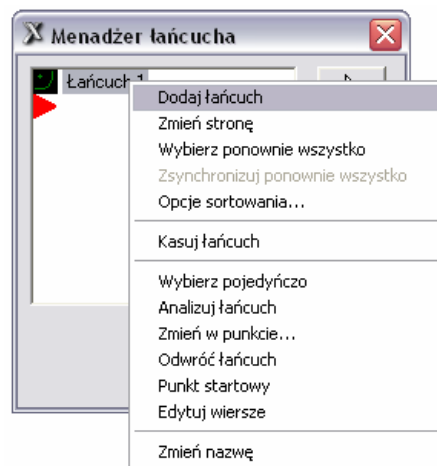 Menadżer łańcucha
Łańcuch 1
Dodaj łańcuch
Zmień stronę
Wybierz ponownie wszystko
Zsynchronizuj ponownie wszystko
Opcje sortowania...
Kasuj łańcuch
Wybierz pojedyńczo
Analizuj łańcuch
Zmień w punkcie...
Odwróć łańcuch
Punkt startowy
Edytuj wiersze
Zmień nazwę